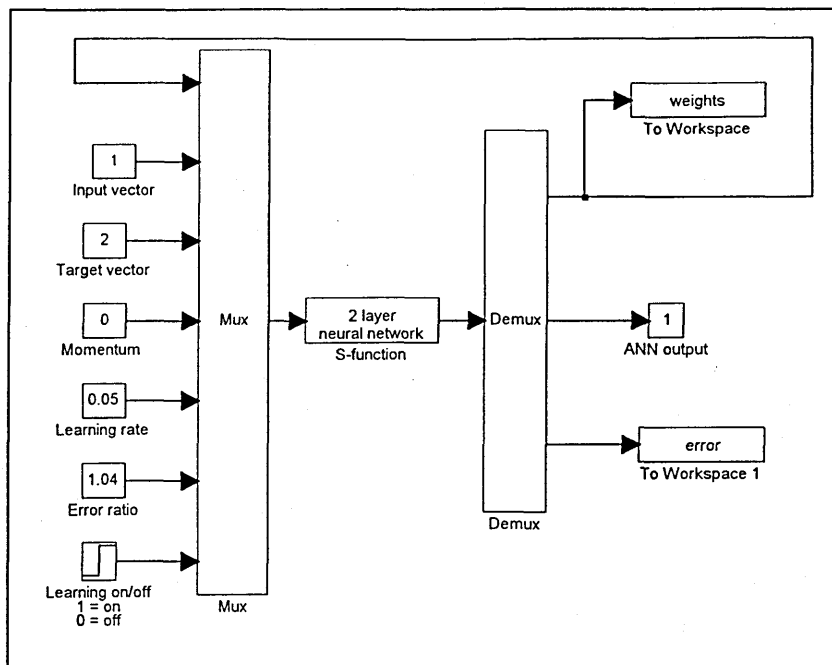 weights
To Workspace
1
Input vector
2
Target vector
0
Momentum
0.05
Learning rate
1.04
Error ratio
Learning on/off
1 = on
0 = off
Mux
Mux
2 layer
neural network
S-function
Demux
Demux
1
ANN output
error
To Workspace 1